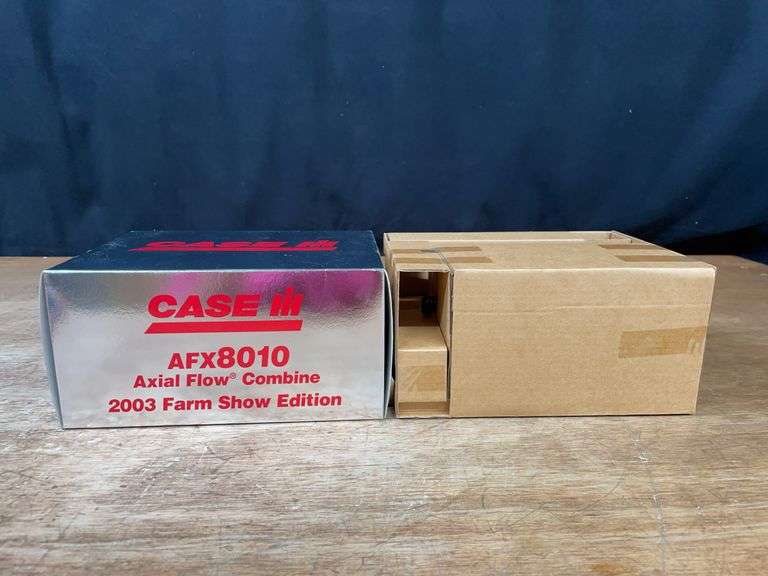 CASE IH
CASE IH
AFX8010
Axial Flow® Combine
2003 Farm Show Edition